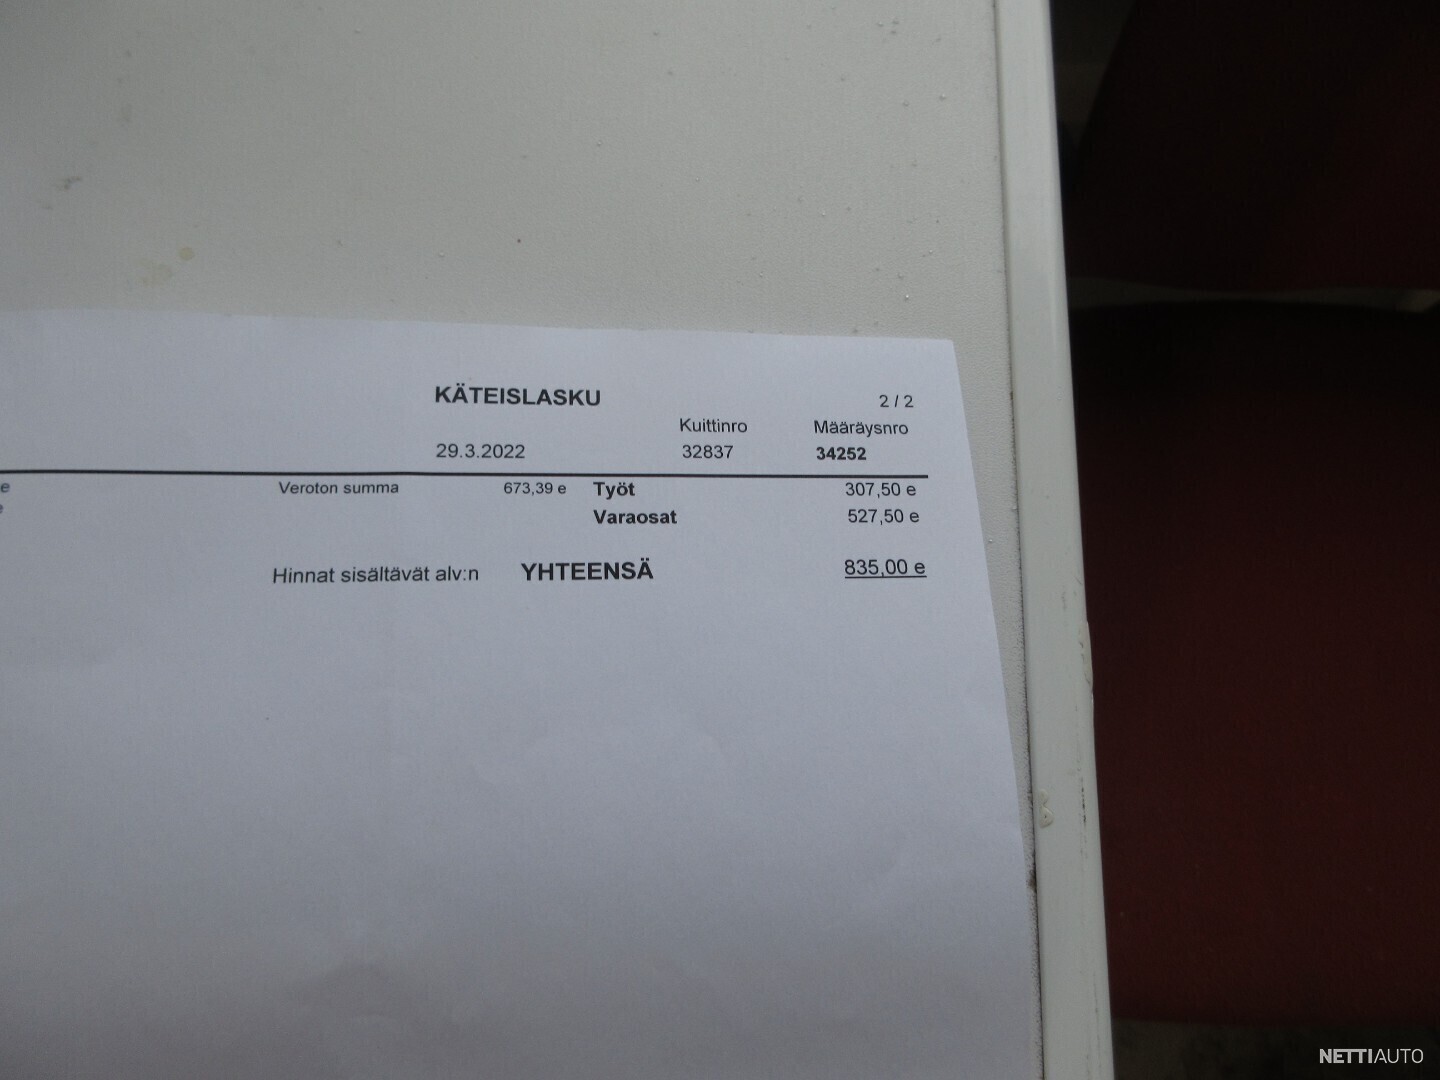 KÄTEISLASKU 2 / 2
Kuittinro Määräysnro
29.3.2022 32837 34252
e Veroton summa 673,39 e Työt 307,50 e
Varaosat 527,50 e
Hinnat sisältävät alv:n YHTEENSÄ 835,00 e
NETTIAUTO